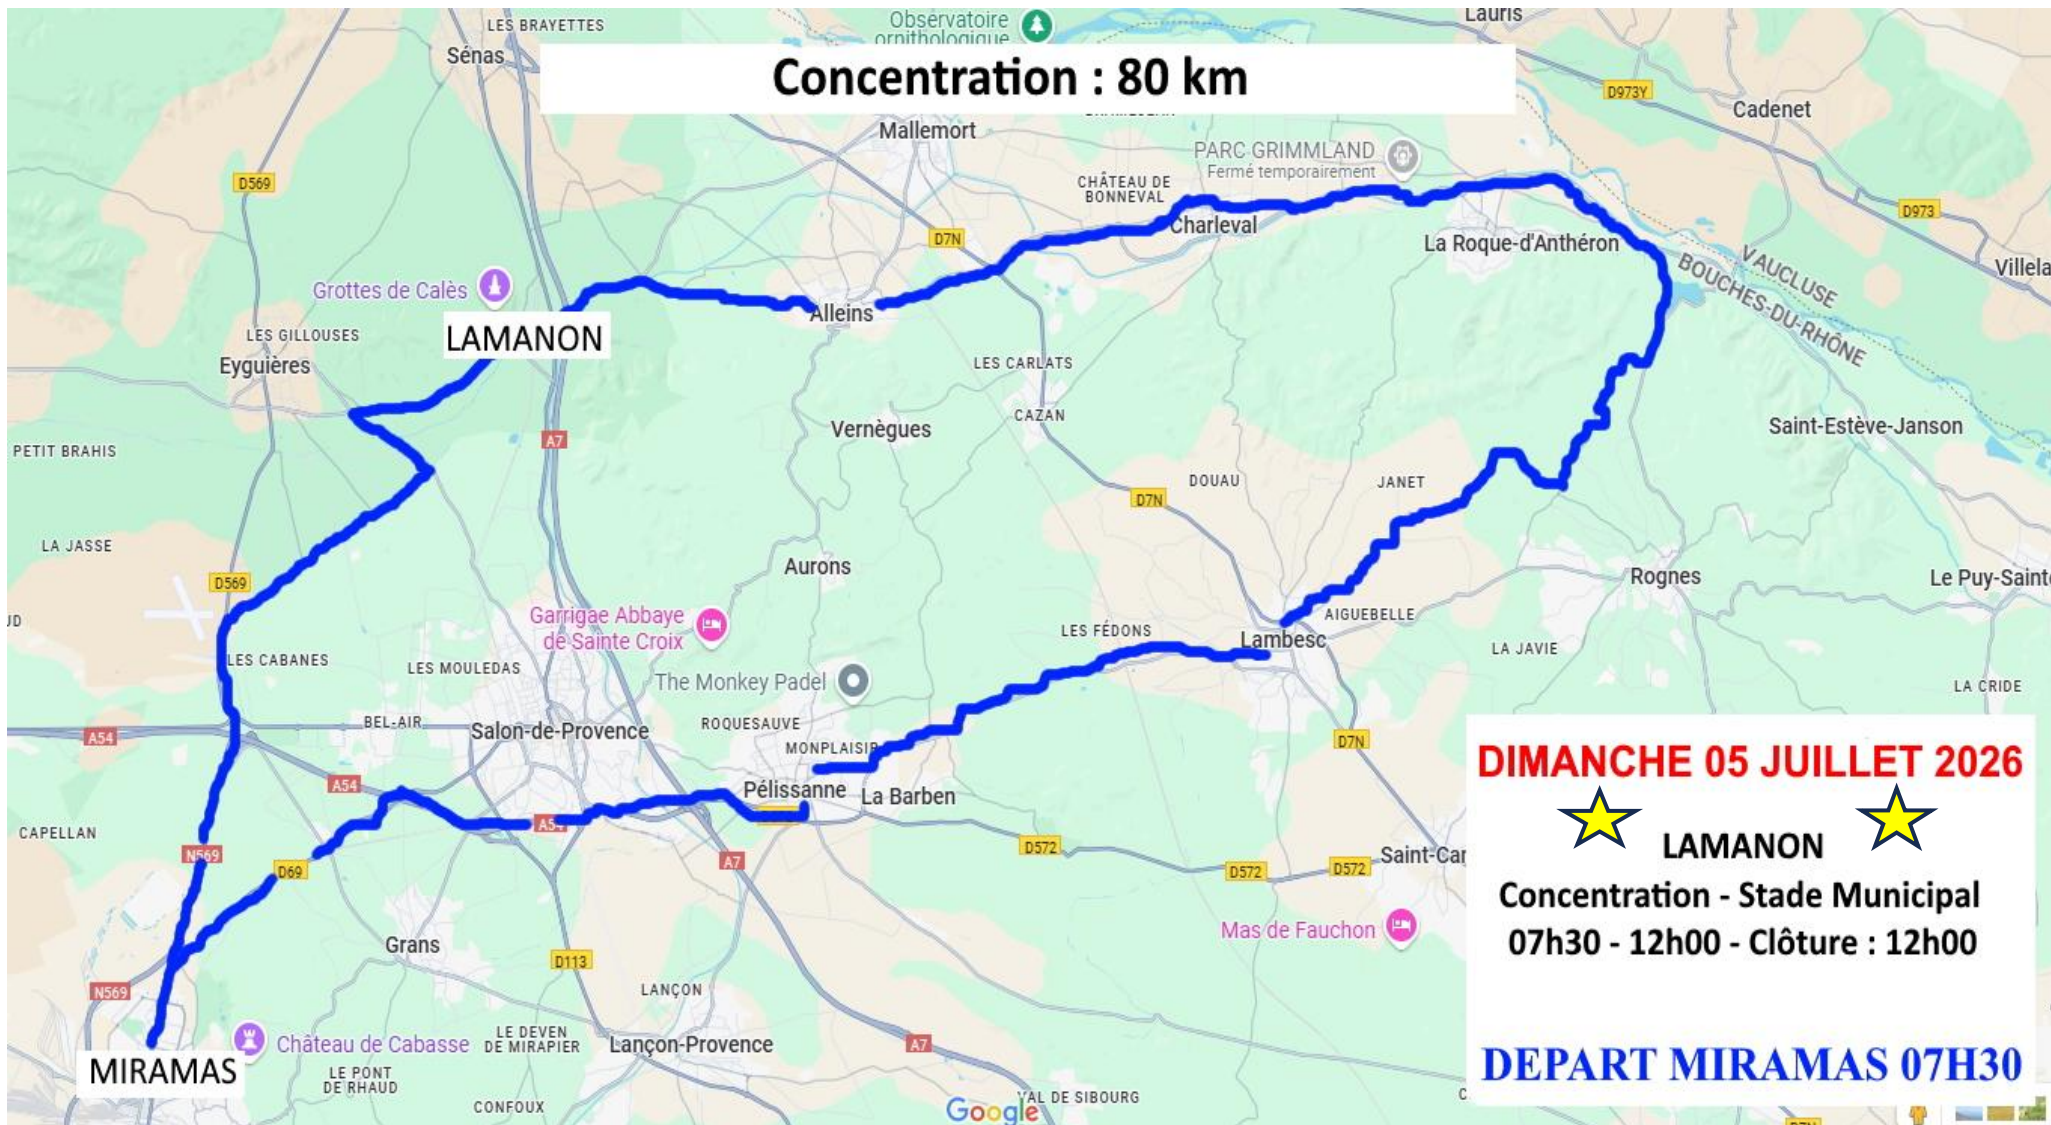 LES BRAYETTES
Sénas
Observatoire
ornithologique
Lauris
Concentration : 80 km
D973Y
Cadenet
Mallemort
PARC GRIMMLAND
Fermé temporairement
D569
CHÂTEAU DE
BONNEVAL
D973
Charleval
D7N
La Roque-d'Anthéron
VAUCLUSE
BOUCHES-DU-RHÔNE
Villela
Grottes de Calès
Alleins
LES GILLOUSES
LAMANON
Eyguières
LES CARLATS
CAZAN
Vernègues
Saint-Estève-Janson
A7
PETIT BRAHIS
DOUAU
JANET
D7N
LA JASSE
Aurons
D569
Rognes
Le Puy-Sainte
UD
Garrigae Abbaye
de Sainte Croix
AIGUEBELLE
LES FÉDONS
Lambesc
LA JAVIE
LES CABANES
LES MOULEDAS
The Monkey Padel
LA CRIDE
BEL-AIR
Salon-de-Provence
ROQUESAUVE
A54
D7N
MONPLAISIR
A54
Pélissanne
La Barben
A54
CAPELLAN
N569
D69
A7
D572
D572
D572
Saint-Car
Grans
Mas de Fauchon
D113
N569
LANÇON
Château de Cabasse
LE DEVEN
DE MIRAPIER
Lançon-Provence
A7
MIRAMAS
LE PONT
DE RHAUD
CONFOUX
VAL DE SIBOURG
Google
DIMANCHE 05 JUILLET 2026
LAMANON
Concentration - Stade Municipal
07h30 - 12h00 - Clôture : 12h00
DEPART MIRAMAS 07H30
D7N